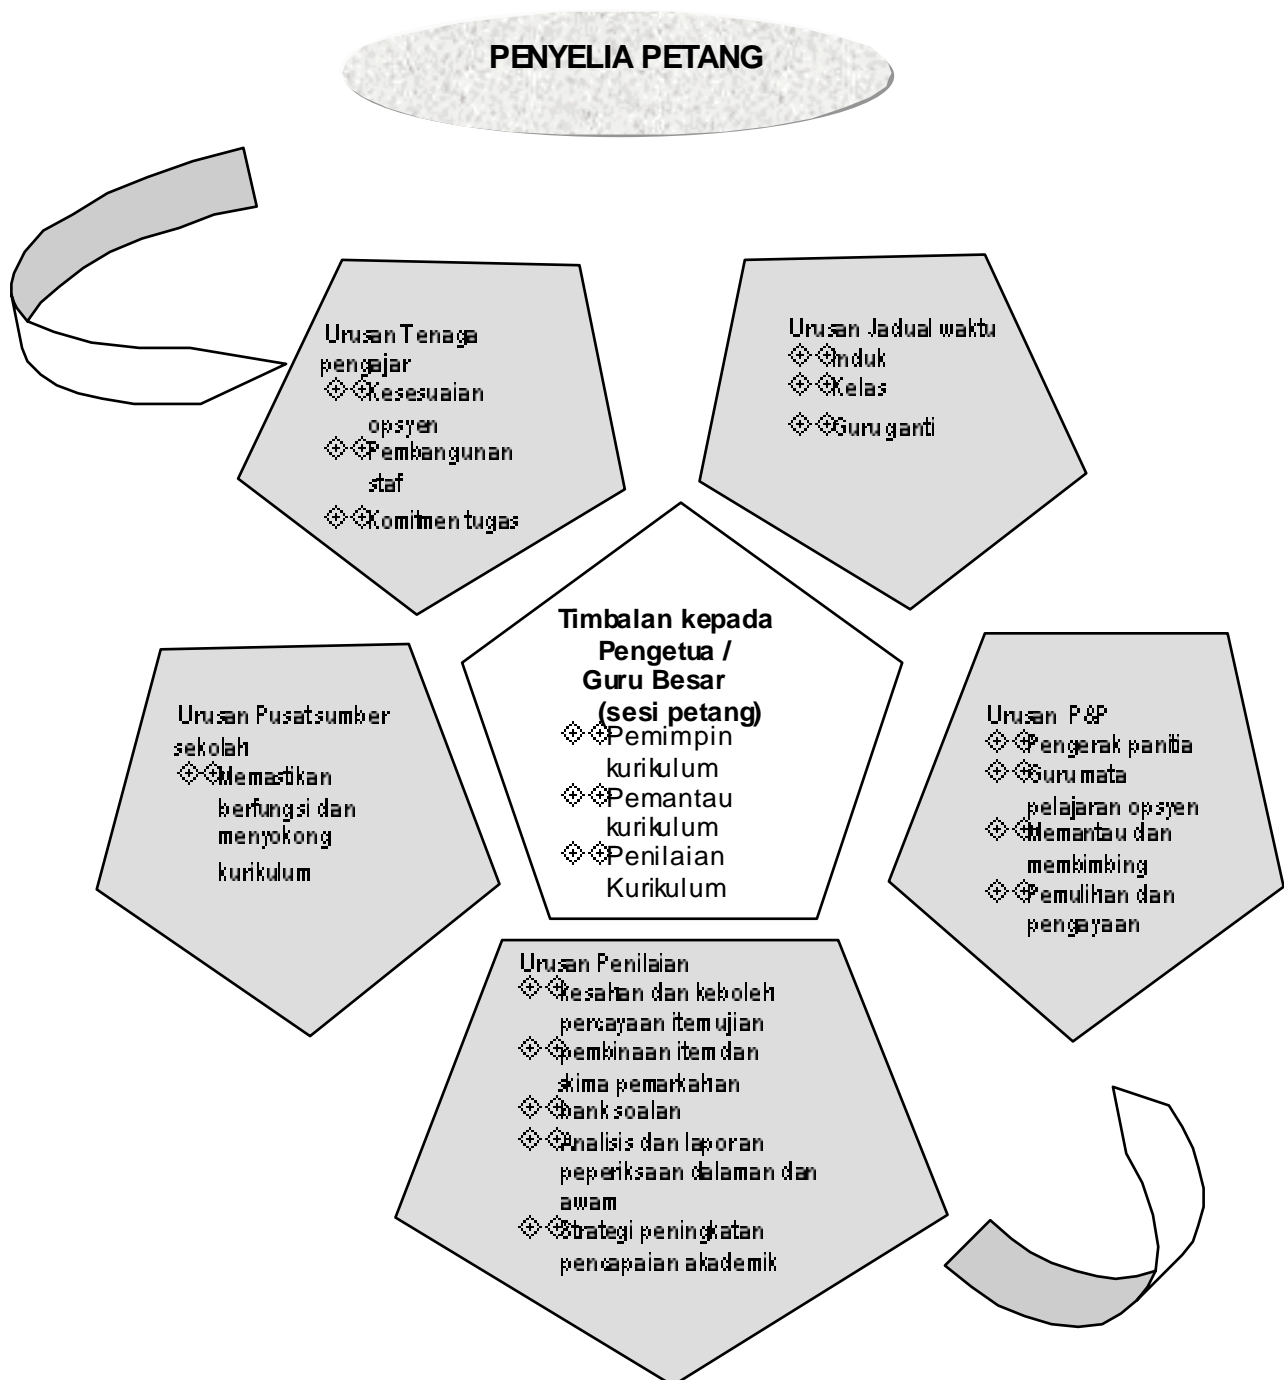 PENYELIA PETANG
Urusan Tenaga
pengajar
Kesesuaian
opsyen
Pembangunan
staf
Komitmen tugas
Urusan Jadual waktu
Induk
Kelas
Guru ganti
Timbalan kepada
Pengetua /
Guru Besar
(sesi petang)
Pemimpin
kurikulum
Pemantau
kurikulum
Penilaian
Kurikulum
Urusan Pusat sumber
sekolah
Memastikan
berfungsi dan
menyokong
kurikulum
Urusan P&P
Pengerak panitia
Guru mata
pelajaran opsyen
Memantau dan
membimbing
Pemulihan dan
pengayaan
Urusan Penilaian
kesahan dan keboleh
percayaan item ujian
pembinaan item dan
skima pemarkahan
bank soalan
Analisis dan laporan
peperiksaan dalaman dan
awam
Strategi peningkatan
pencapaian akademik